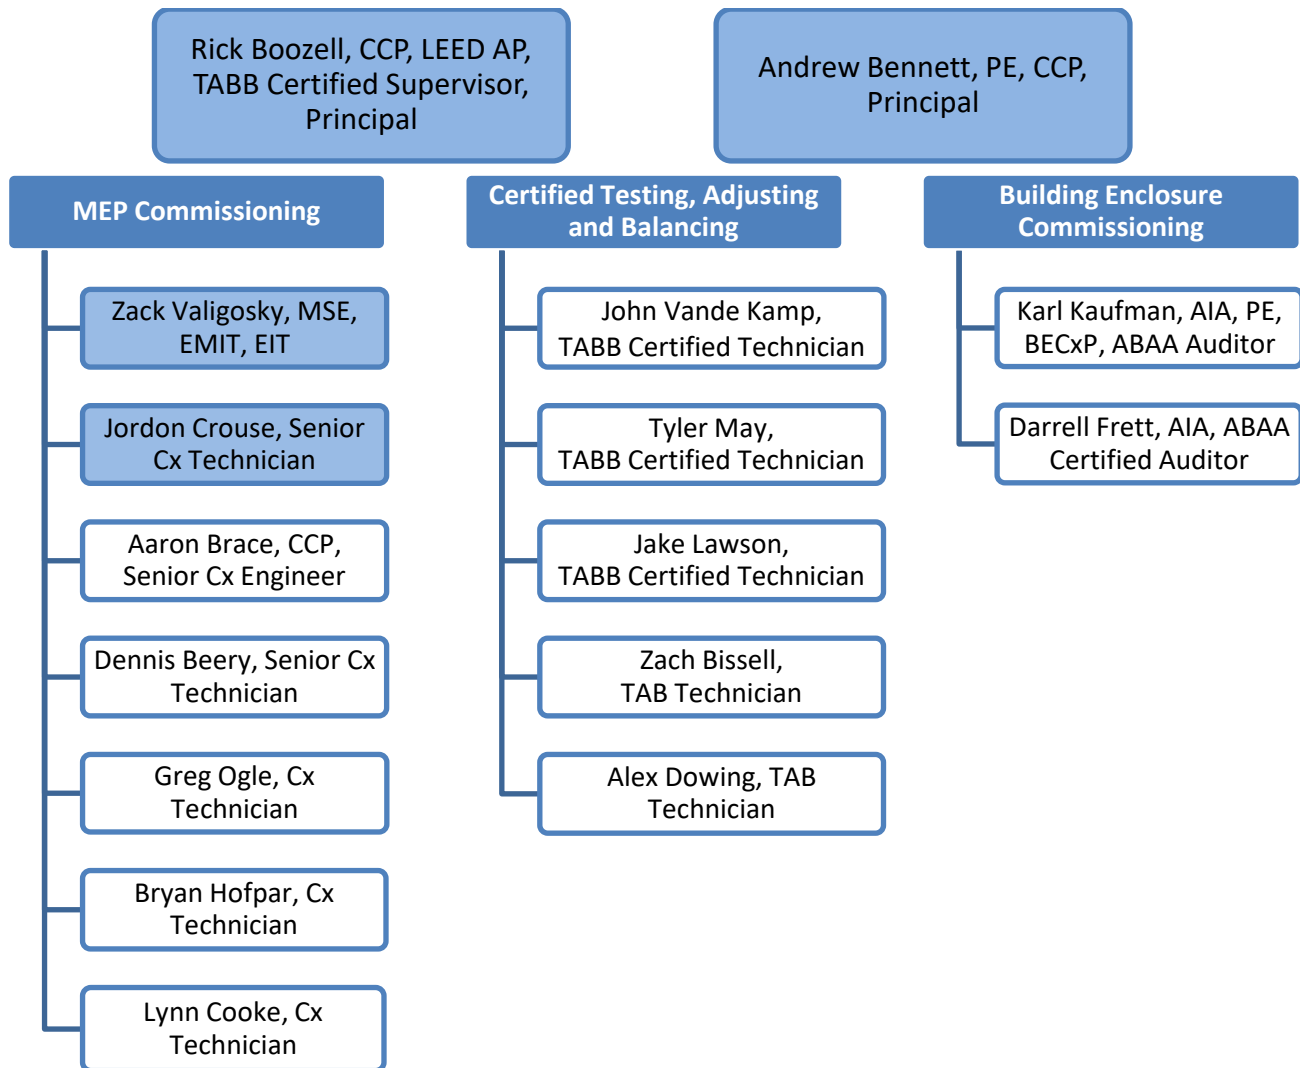 Rick Boozell, CCP, LEED AP,
TABB Certified Supervisor,
Principal
Andrew Bennett, PE, CCP,
Principal
MEP Commissioning
Zack Valigosky, MSE,
EMIT, EIT
Jordon Crouse, Senior
Cx Technician
Aaron Brace, CCP,
Senior Cx Engineer
Dennis Beery, Senior Cx
Technician
Greg Ogle, Cx
Technician
Bryan Hofpar, Cx
Technician
Lynn Cooke, Cx
Technician
Certified Testing, Adjusting
and Balancing
John Vande Kamp,
TABB Certified Technician
Tyler May,
TABB Certified Technician
Jake Lawson,
TABB Certified Technician
Zach Bissell,
TAB Technician
Alex Dowing, TAB
Technician
Building Enclosure
Commissioning
Karl Kaufman, AIA, PE,
BECxP, ABAA Auditor
Darrell Frett, AIA, ABAA
Certified Auditor